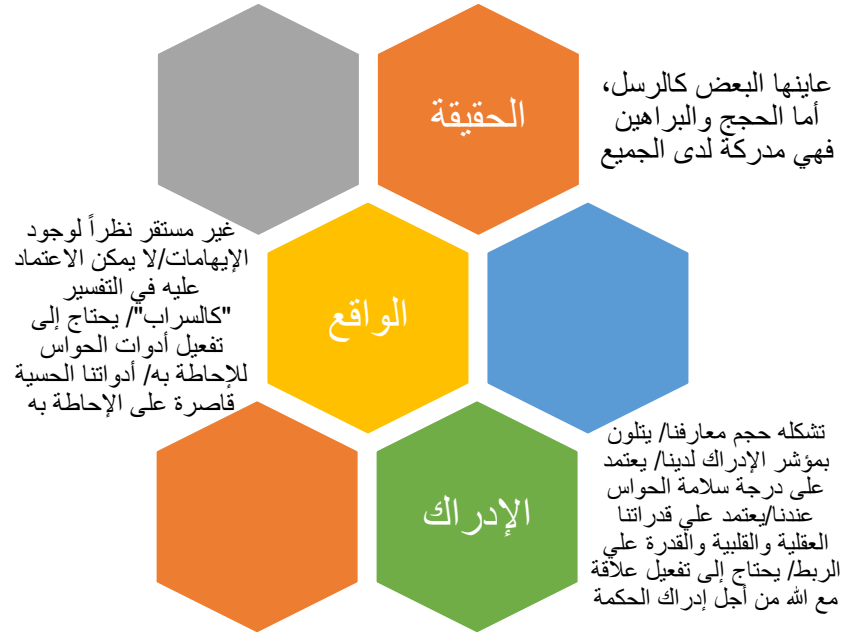 الحقيقة
عاينها البعض كالرسل،
أما الحجج والبراهين
فهي مدركة لدى الجميع
الواقع
غير مستقر نظراً لوجود
الإيهامات/لا يمكن الاعتماد
عليه في التفسير
"كالسراب"/ يحتاج إلى
تفعيل أدوات الحواس
للإحاطة به/ أدواتنا الحسية
قاصرة على الإحاطة به
الإدراك
تشكله حجم معارفنا/ يتلون
بمؤشر الإدراك لدينا/ يعتمد
على درجة سلامة الحواس
عندنا/يعتمد علي قدراتنا
العقلية والقلبية والقدرة علي
الربط/ يحتاج إلى تفعيل علاقة
مع الله من أجل إدراك الحكمة